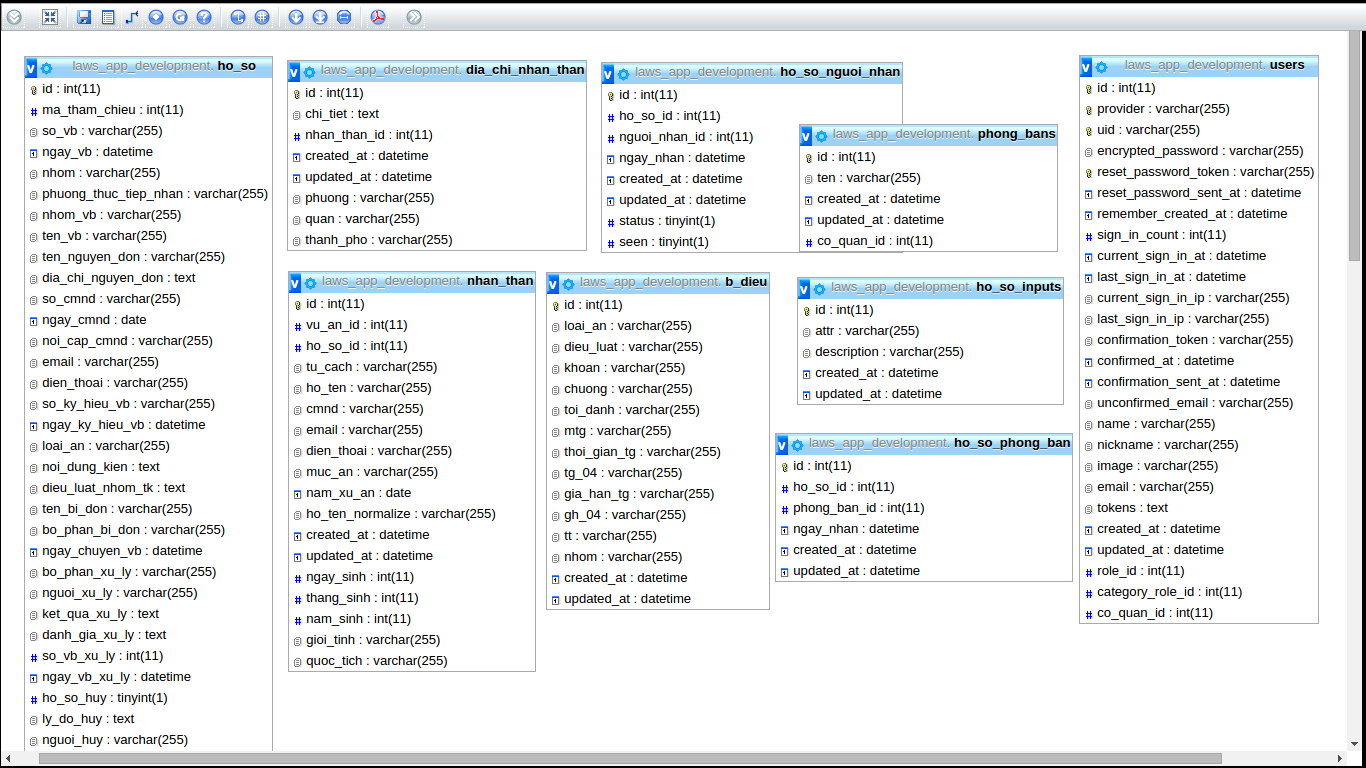 laws_app_development. ho_so
id : int(11)
ma_tham_chieu : int(11)
so_vb : varchar(255)
ngay_vb : datetime
nhom : varchar(255)
phuong_thuc_tiep_nhan : varchar(255)
nhom_vb : varchar(255)
ten_vb : varchar(255)
ten_nguyen_don : varchar(255)
dia_chi_nguyen_don : text
so_cmnd : varchar(255)
ngay_cmnd : date
noi_cap_cmnd : varchar(255)
email : varchar(255)
dien_thoai : varchar(255)
so_ky_hieu_vb : varchar(255)
ngay_ky_hieu_vb : datetime
loai_an : varchar(255)
noi_dung_kien : text
dieu_luat_nhom_tk : text
ten_bi_don : varchar(255)
bo_phan_bi_don : varchar(255)
ngay_chuyen_vb : datetime
bo_phan_xu_ly : varchar(255)
nguoi_xu_ly : varchar(255)
ket_qua_xu_ly : text
danh_gia_xu_ly : text
so_vb_xu_ly : int(11)
ngay_vb_xu_ly : datetime
ho_so_huy : tinyint(1)
ly_do_huy : text
nguoi_huy : varchar(255)
laws_app_development. dia_chi_nhan_than
id : int(11)
chi_tiet : text
nhan_than_id : int(11)
created_at : datetime
updated_at : datetime
phuong : varchar(255)
quan : varchar(255)
thanh_pho : varchar(255)
laws_app_development. nhan_than
id : int(11)
vu_an_id : int(11)
ho_so_id : int(11)
tu_cach : varchar(255)
ho_ten : varchar(255)
cmnd : varchar(255)
email : varchar(255)
dien_thoai : varchar(255)
muc_an : varchar(255)
nam_xu_an : date
ho_ten_normalize : varchar(255)
created_at : datetime
updated_at : datetime
ngay_sinh : int(11)
thang_sinh : int(11)
nam_sinh : int(11)
gioi_tinh : varchar(255)
quoc_tich : varchar(255)
laws_app_development. ho_so_nguoi_nhan
id : int(11)
ho_so_id : int(11)
nguoi_nhan_id : int(11)
ngay_nhan : datetime
created_at : datetime
updated_at : datetime
status : tinyint(1)
seen : tinyint(1)
laws_app_development. b_dieu
id : int(11)
loai_an : varchar(255)
dieu_luat : varchar(255)
khoan : varchar(255)
chuong : varchar(255)
toi_danh : varchar(255)
mtg : varchar(255)
thoi_gian_tg : varchar(255)
tg_04 : varchar(255)
gia_han_tg : varchar(255)
gh_04 : varchar(255)
tt : varchar(255)
nhom : varchar(255)
created_at : datetime
updated_at : datetime
laws_app_development. phong_bans
id : int(11)
ten : varchar(255)
created_at : datetime
updated_at : datetime
co_quan_id : int(11)
laws_app_development. ho_so_inputs
id : int(11)
attr : varchar(255)
description : varchar(255)
created_at : datetime
updated_at : datetime
laws_app_development. ho_so_phong_ban
id : int(11)
ho_so_id : int(11)
phong_ban_id : int(11)
ngay_nhan : datetime
created_at : datetime
updated_at : datetime
laws_app_development. users
id : int(11)
provider : varchar(255)
uid : varchar(255)
encrypted_password : varchar(255)
reset_password_token : varchar(255)
reset_password_sent_at : datetime
remember_created_at : datetime
sign_in_count : int(11)
current_sign_in_at : datetime
last_sign_in_at : datetime
current_sign_in_ip : varchar(255)
last_sign_in_ip : varchar(255)
confirmation_token : varchar(255)
confirmed_at : datetime
confirmation_sent_at : datetime
unconfirmed_email : varchar(255)
name : varchar(255)
nickname : varchar(255)
image : varchar(255)
email : varchar(255)
tokens : text
created_at : datetime
updated_at : datetime
role_id : int(11)
category_role_id : int(11)
co_quan_id : int(11)